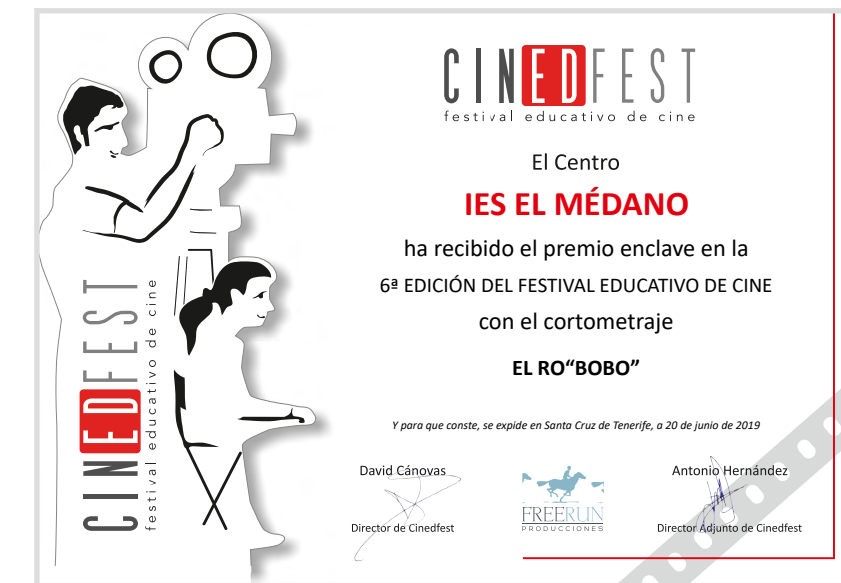 CINEDFEST
festival educativo de cine
El Centro
IES EL MÉDANO
ha recibido el premio enclave en la
6ª EDICIÓN DEL FESTIVAL EDUCATIVO DE CINE
con el cortometraje
EL RO“BOBO”
Y para que conste, se expide en Santa Cruz de Tenerife, a 20 de junio de 2019
David Cánovas
Director de Cinedfest
FREERUN
PRODUCCIONES
Antonio Hernández
Director Adjunto de Cinedfest
CINEDFEST
festival educativo de cine